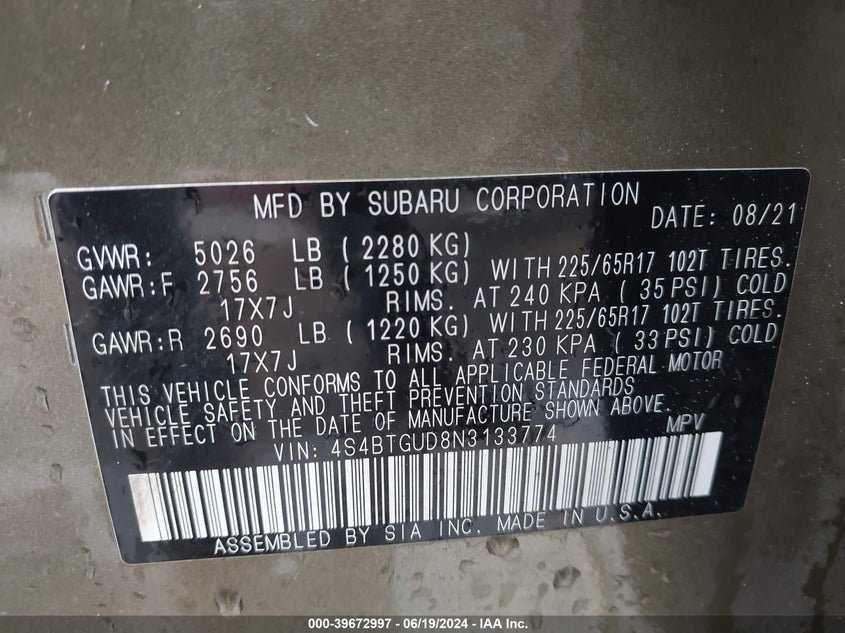 MFD BY SUBARU CORPORATION DATE: 08/21
GVWR: 5026 LB ( 2280 KG)
GAWR:F 2756 LB ( 1250 KG) WITH 225/65R17 102T TIRES.
17X7J RIMS. AT 240 KPA ( 35 PSI) COLD
GAWR:R 2690 LB ( 1220 KG) WITH 225/65R17 102T TIRES.
17X7J RIMS. AT 230 KPA ( 33 PSI) COLD
THIS VEHICLE CONFORMS TO ALL APPLICABLE FEDERAL MOTOR
VEHICLE SAFETY AND THEFT PREVENTION STANDARDS
IN EFFECT ON THE DATE OF MANUFACTURE SHOWN ABOVE.
VIN: 4S4BTGUD8N3133774 MPV
ASSEMBLED BY SIA INC. MADE IN U.S.A.
000-39672997 - 06/19/2024 - IAA Inc.